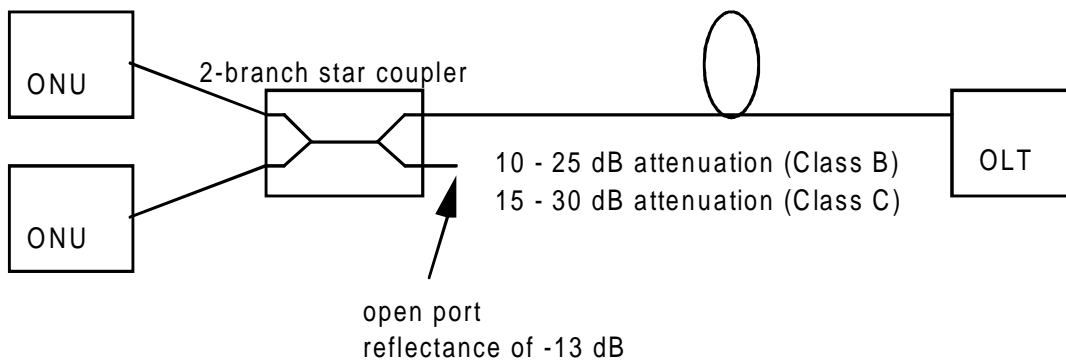 ONU
2-branch star coupler
ONU
10 - 25 dB attenuation (Class B)
15 - 30 dB attenuation (Class C)
OLT
open port
reflectance of -13 dB